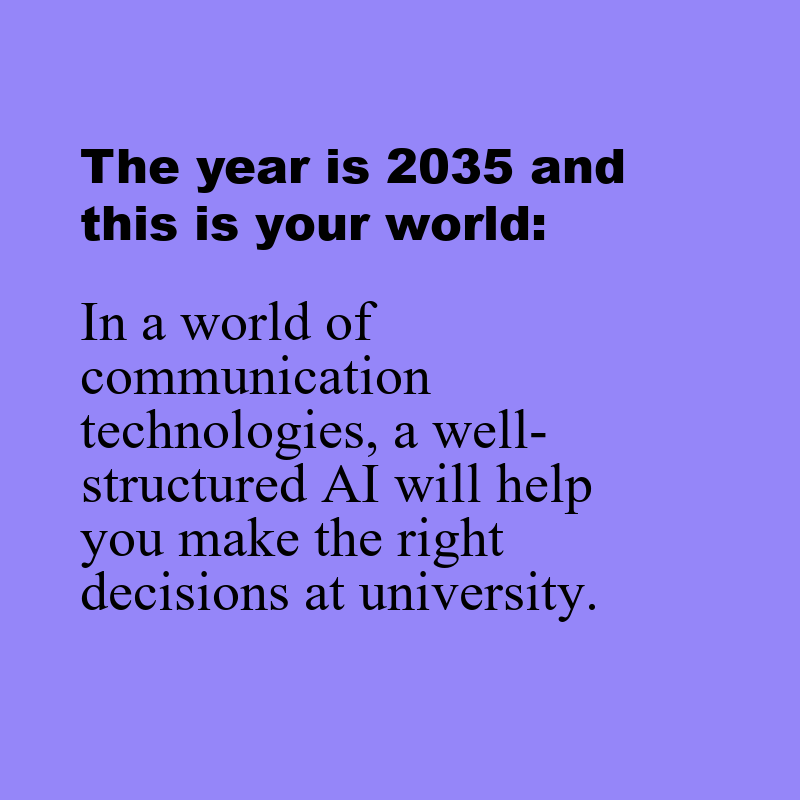 The year is 2035 and
this is your world:
In a world of
communication
technologies, a well-
structured AI will help
you make the right
decisions at university.